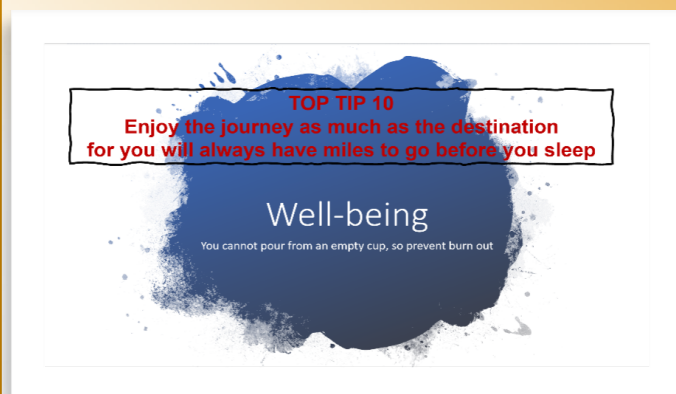 TOP TIP 10
Enjoy the journey as much as the destination
for you will always have miles to go before you sleep
Well-being
You cannot pour from an empty cup, so prevent burn out